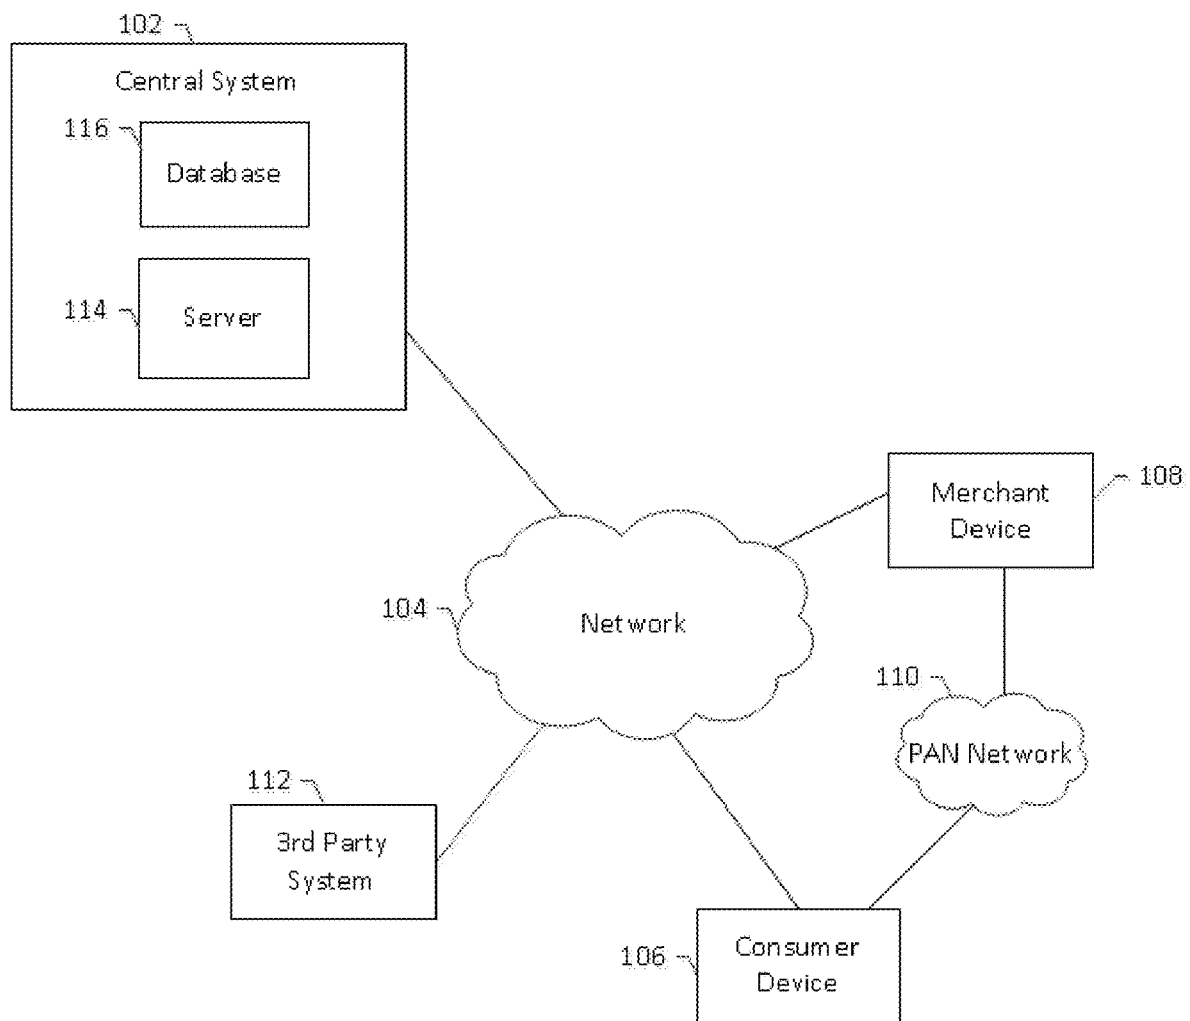 102
Central System
116
Database
114
Server
Merchant
Device
108
104
Network
110
PAN Network
112
3rd Party
System
106
Consumer
Device